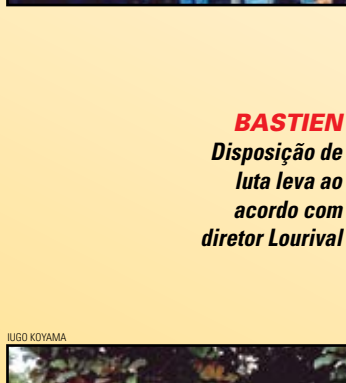 BASTIEN
Disposição de
luta leva ao
acordo com
diretor Lourival
IUGO KOYAMA